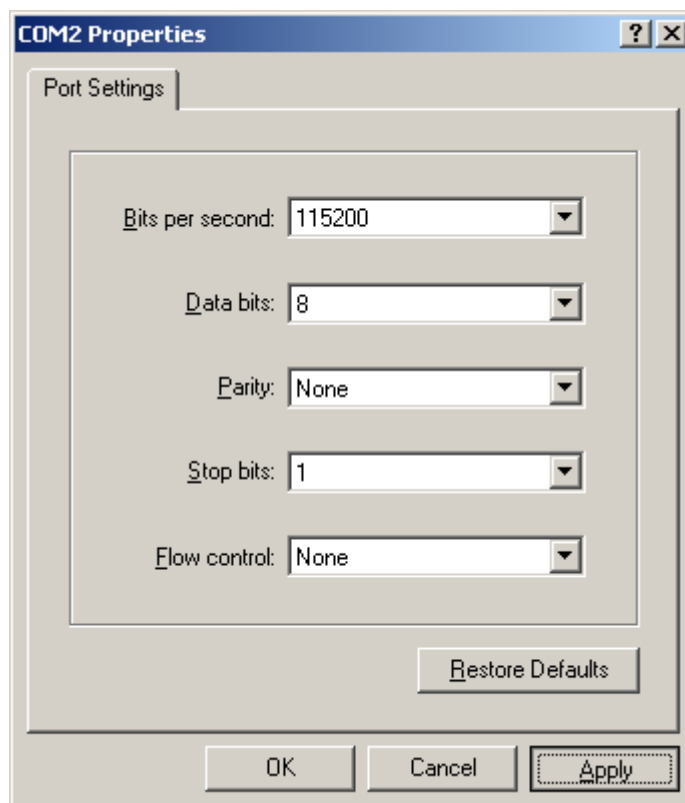 COM2 Properties
Port Settings
Bits per second: 115200
Data bits: 8
Parity: None
Stop bits: 1
Flow control: None
Restore Defaults
OK Cancel Apply